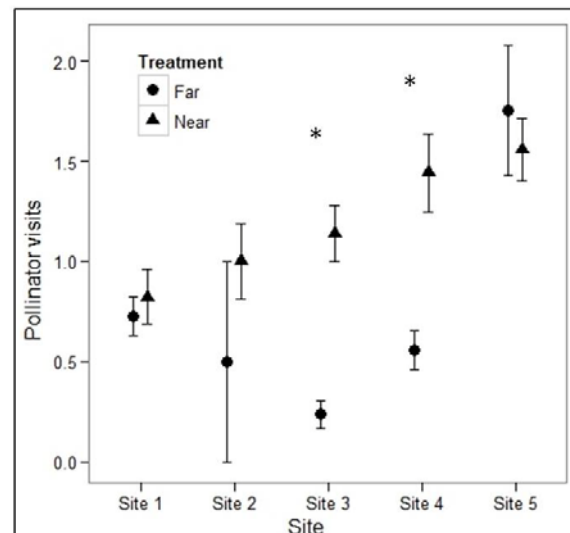 Treatment
Far
Near
*
*
2.0
1.5
1.0
0.5
0.0
Pollinator visits
Site 1 Site 2 Site 3 Site 4 Site 5
Site